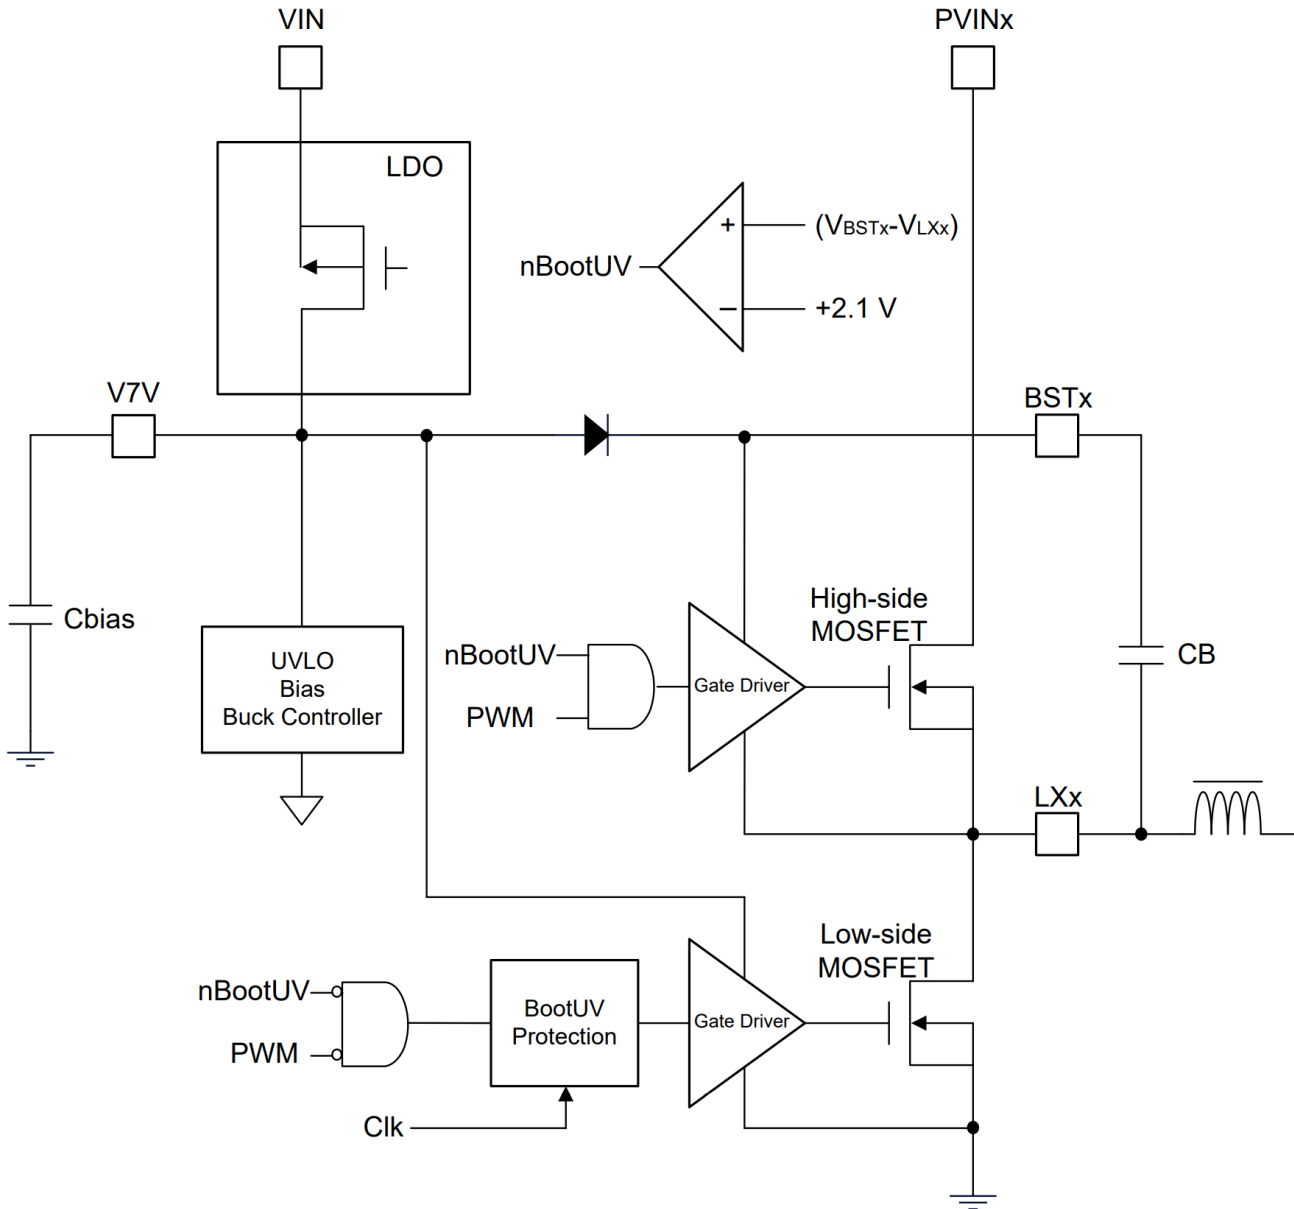 VIN
PVINx
LDO
+
(VBSTx-VLXx)
nBootUV
−
+2.1 V
V7V
BSTx
Cbias
High-side
MOSFET
nBootUV
PWM
Gate Driver
CB
UVLO
Bias
Buck Controller
LXx
Low-side
MOSFET
nBootUV
PWM
BootUV
Protection
Gate Driver
Clk